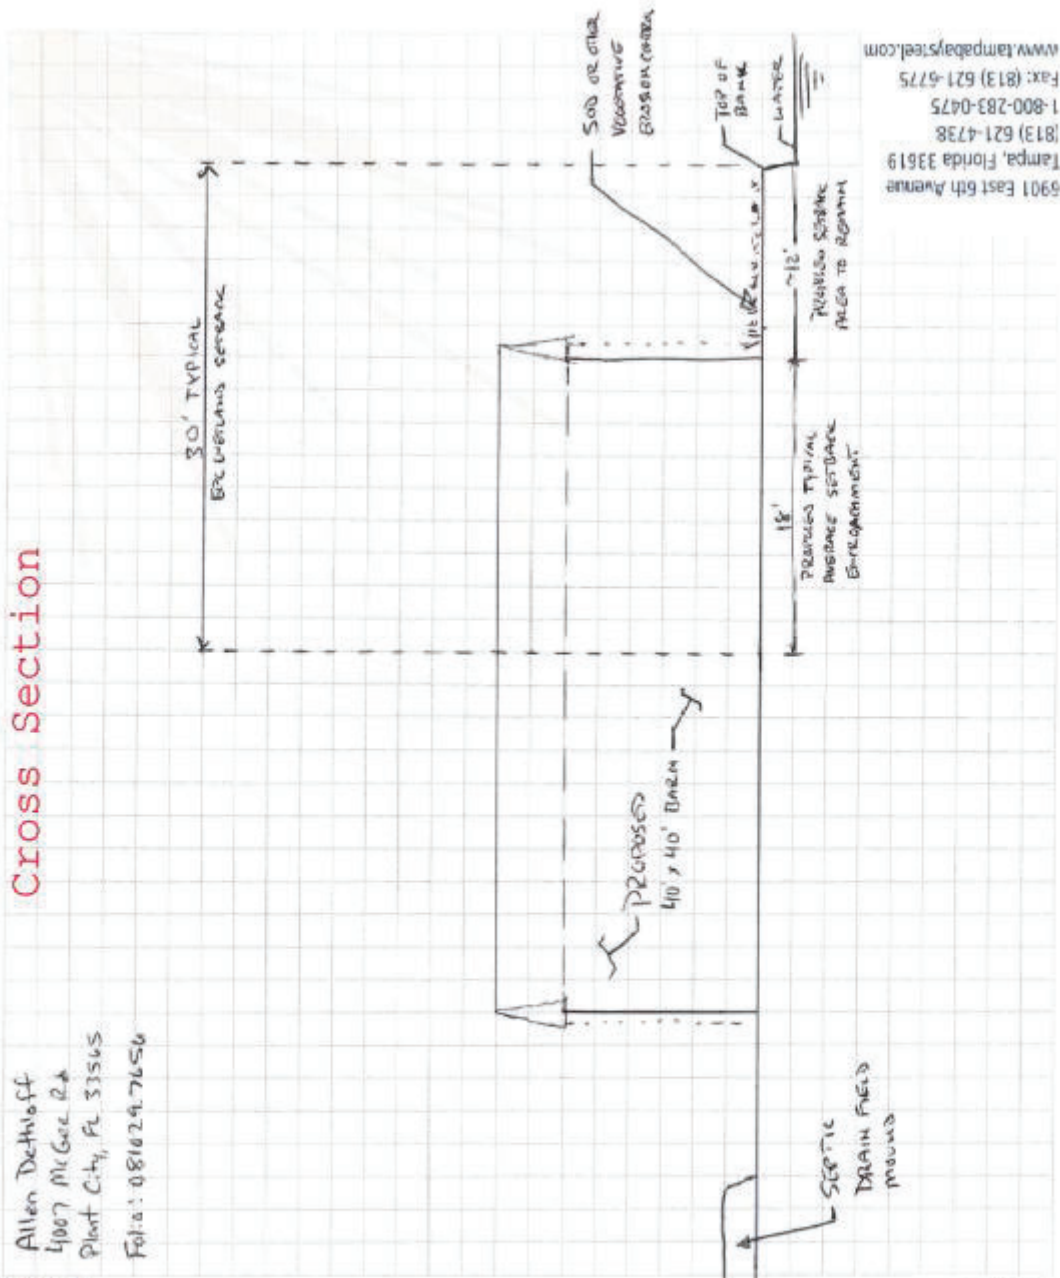 Cross Section
Allen Dethloff
4007 McGee Rd
Plant City, FL 33565
Folio: 081029.7656
30' TYPICAL
EPC WETLAND SETBACK
SOD OR OTHER
VEGETATIVE
EROSION CONTROL
TOP OF
BANK
WATER
~12'
SETBACK
AREA TO REMAIN
18'
PROPOSED TYPICAL
AVERAGE SETBACK
ENCROACHMENT
PROPOSED
40' x 40' BARN
SEPTIC
DRAIN FIELD
MOUND
6901 East 6th Avenue
Tampa, Florida 33619
(813) 621-4738
1-800-283-0475
Fax: (813) 621-6775
www.tampabaysteel.com